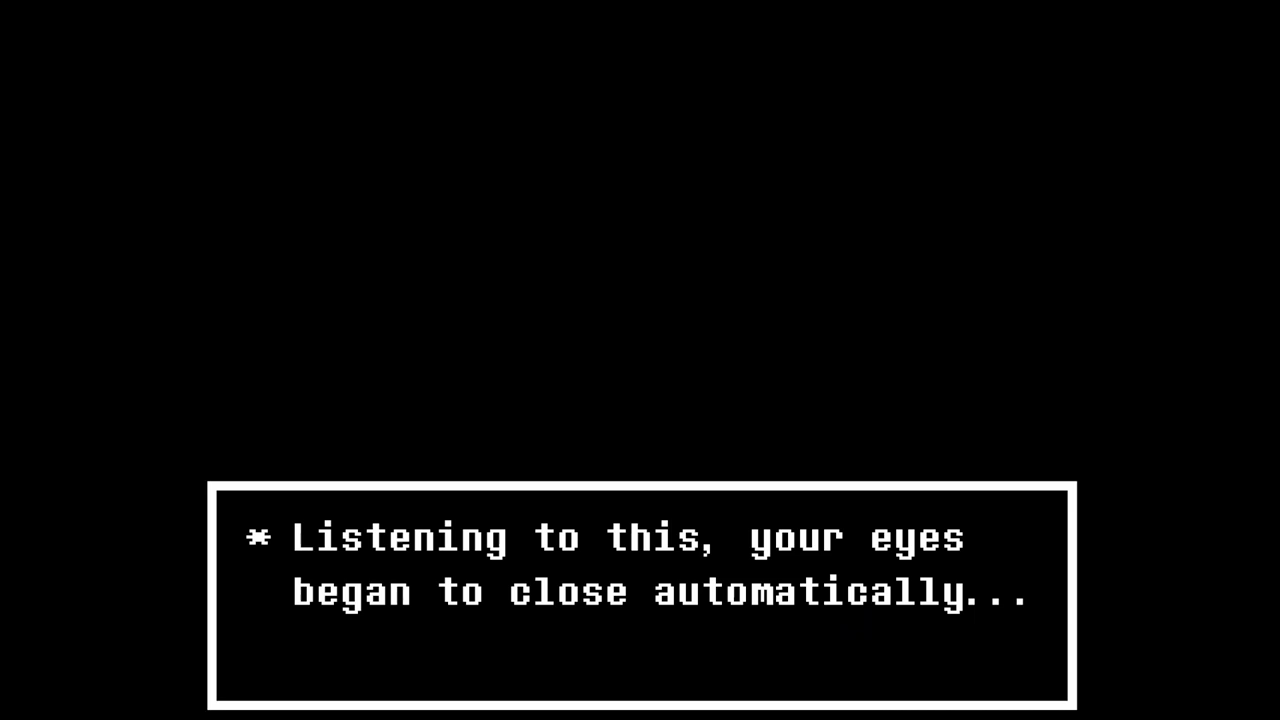 * Listening to this, your eyes
began to close automatically...